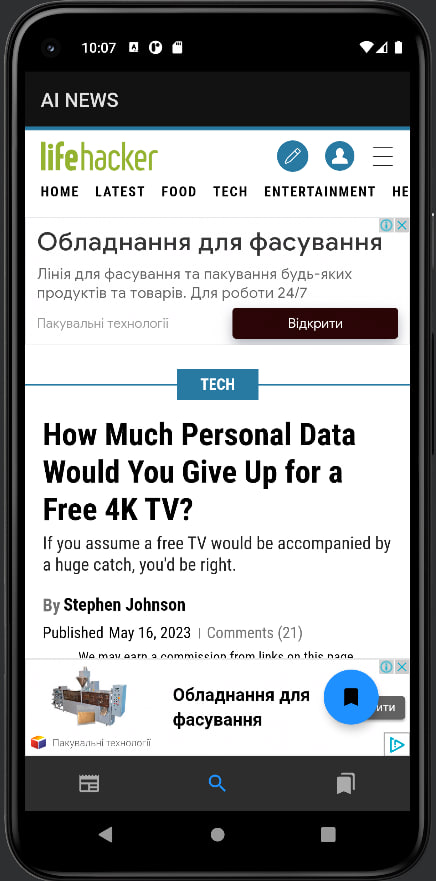 10:07
AI NEWS
lifehacker
HOME LATEST FOOD TECH ENTERTAINMENT HE
Обладнання для фасування
Лінія для фасування та пакування будь-яких
продуктів та товарів. Для роботи 24/7
Пакувальні технології
Відкрити
TECH
How Much Personal Data
Would You Give Up for a
Free 4K TV?
If you assume a free TV would be accompanied by
a huge catch, you'd be right.
By Stephen Johnson
Published May 16, 2023 | Comments (21)
We may earn a commission from links on this page.
Обладнання для
фасування
ити
Пакувальні технології